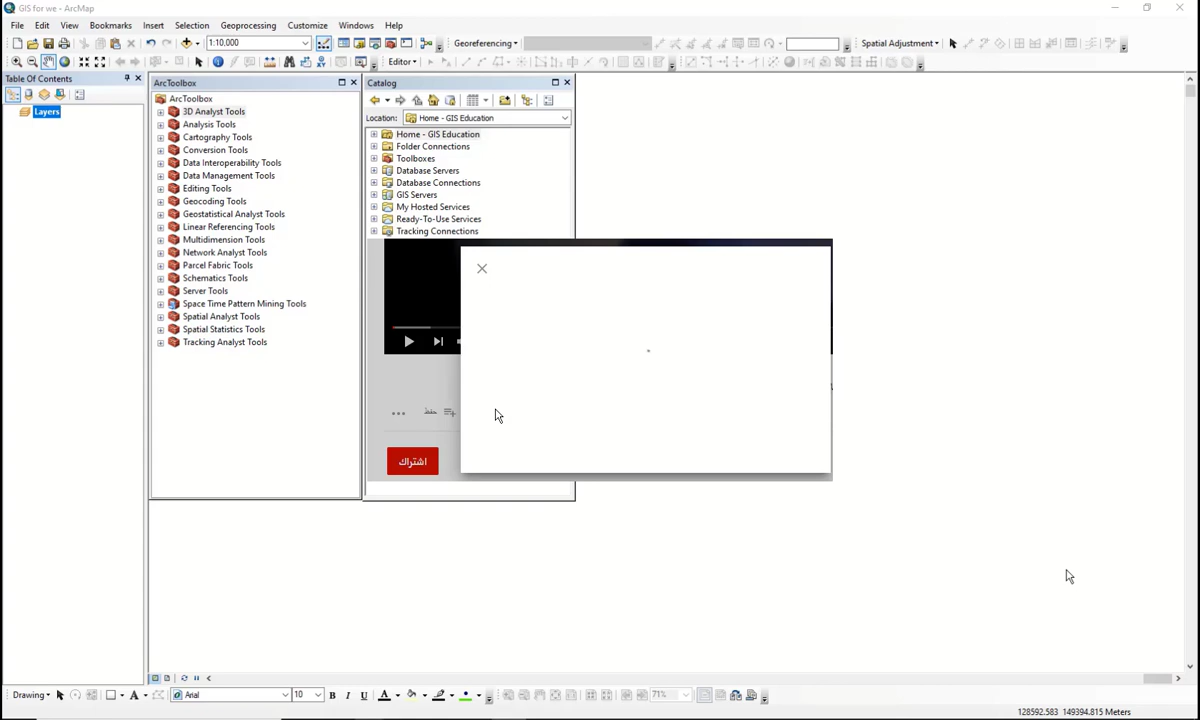 GIS for we - ArcMap
File Edit View Bookmarks Insert Selection Geoprocessing Customize Windows Help
1:10,000 Georeferencing Spatial Adjustment
Editor
Table Of Contents
Layers
ArcToolbox
ArcToolbox
3D Analyst Tools
Analysis Tools
Cartography Tools
Conversion Tools
Data Interoperability Tools
Data Management Tools
Editing Tools
Geocoding Tools
Geostatistical Analyst Tools
Linear Referencing Tools
Multidimension Tools
Network Analyst Tools
Parcel Fabric Tools
Schematics Tools
Server Tools
Space Time Pattern Mining Tools
Spatial Analyst Tools
Spatial Statistics Tools
Tracking Analyst Tools
Catalog
Location: Home - GIS Education
Home - GIS Education
Folder Connections
Toolboxes
Database Servers
Database Connections
GIS Servers
My Hosted Services
Ready-To-Use Services
Tracking Connections
حفظ
اشتراك
Drawing A Arial 10 B I U A 71%
128592.583 149394.815 Meters